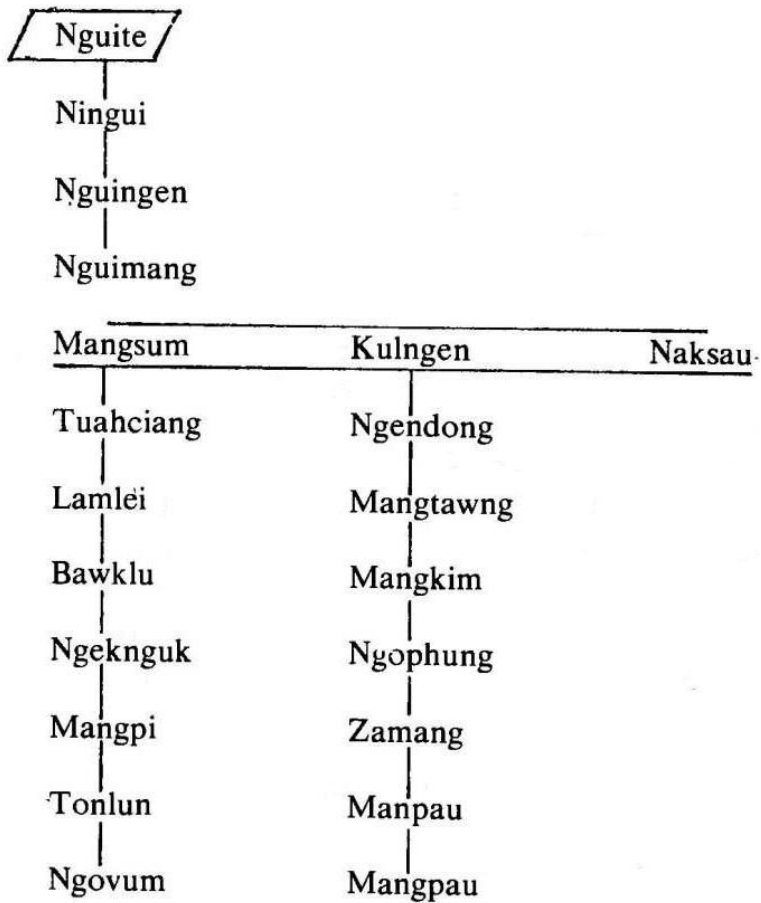 Nguite
Ningui
Nguingen
Nguimang
Mangsum Kulngen Naksau
Tuahciang Ngendong
Lamlei Mangtawng
Bawklu Mangkim
Ngeknguk Ngophung
Mangpi Zamang
Tonlun Manpau
Ngovum Mangpau